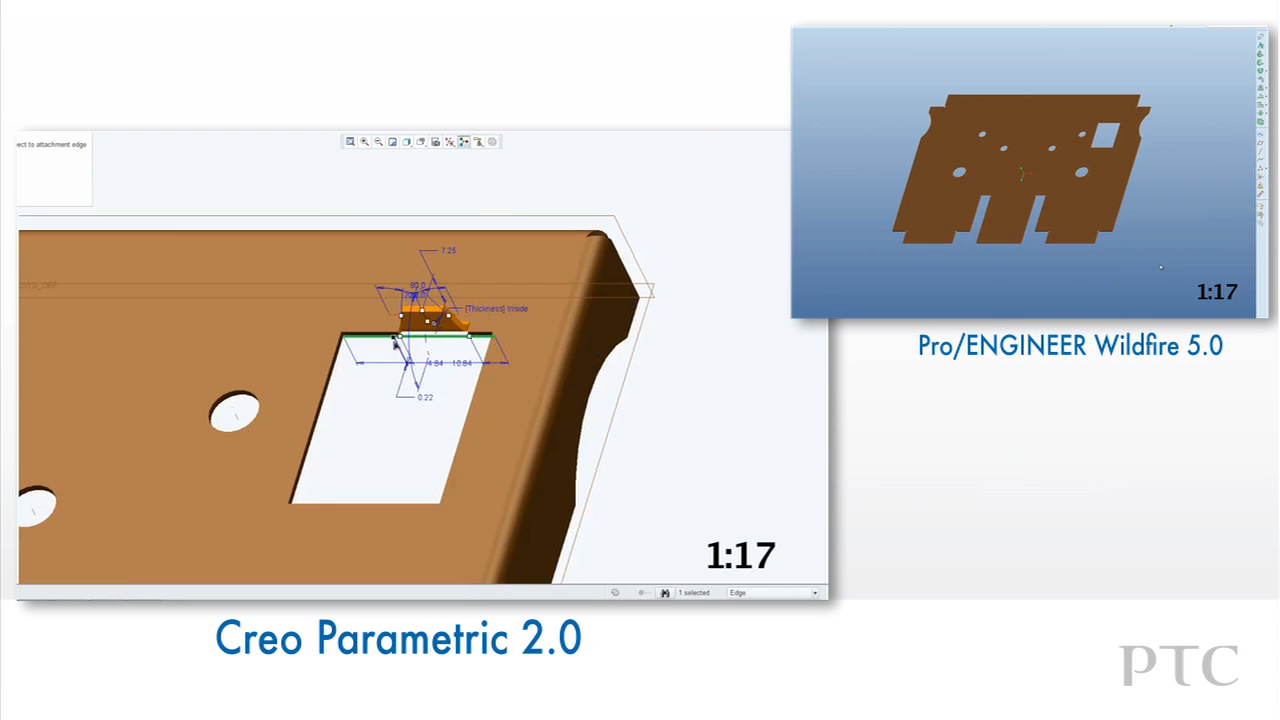 ect to attachment edge
7.25
[Thickness] Inside
4.84 10.84
0.22
1:17
1 selected Edge
Creo Parametric 2.0
1:17
Pro/ENGINEER Wildfire 5.0
PTC